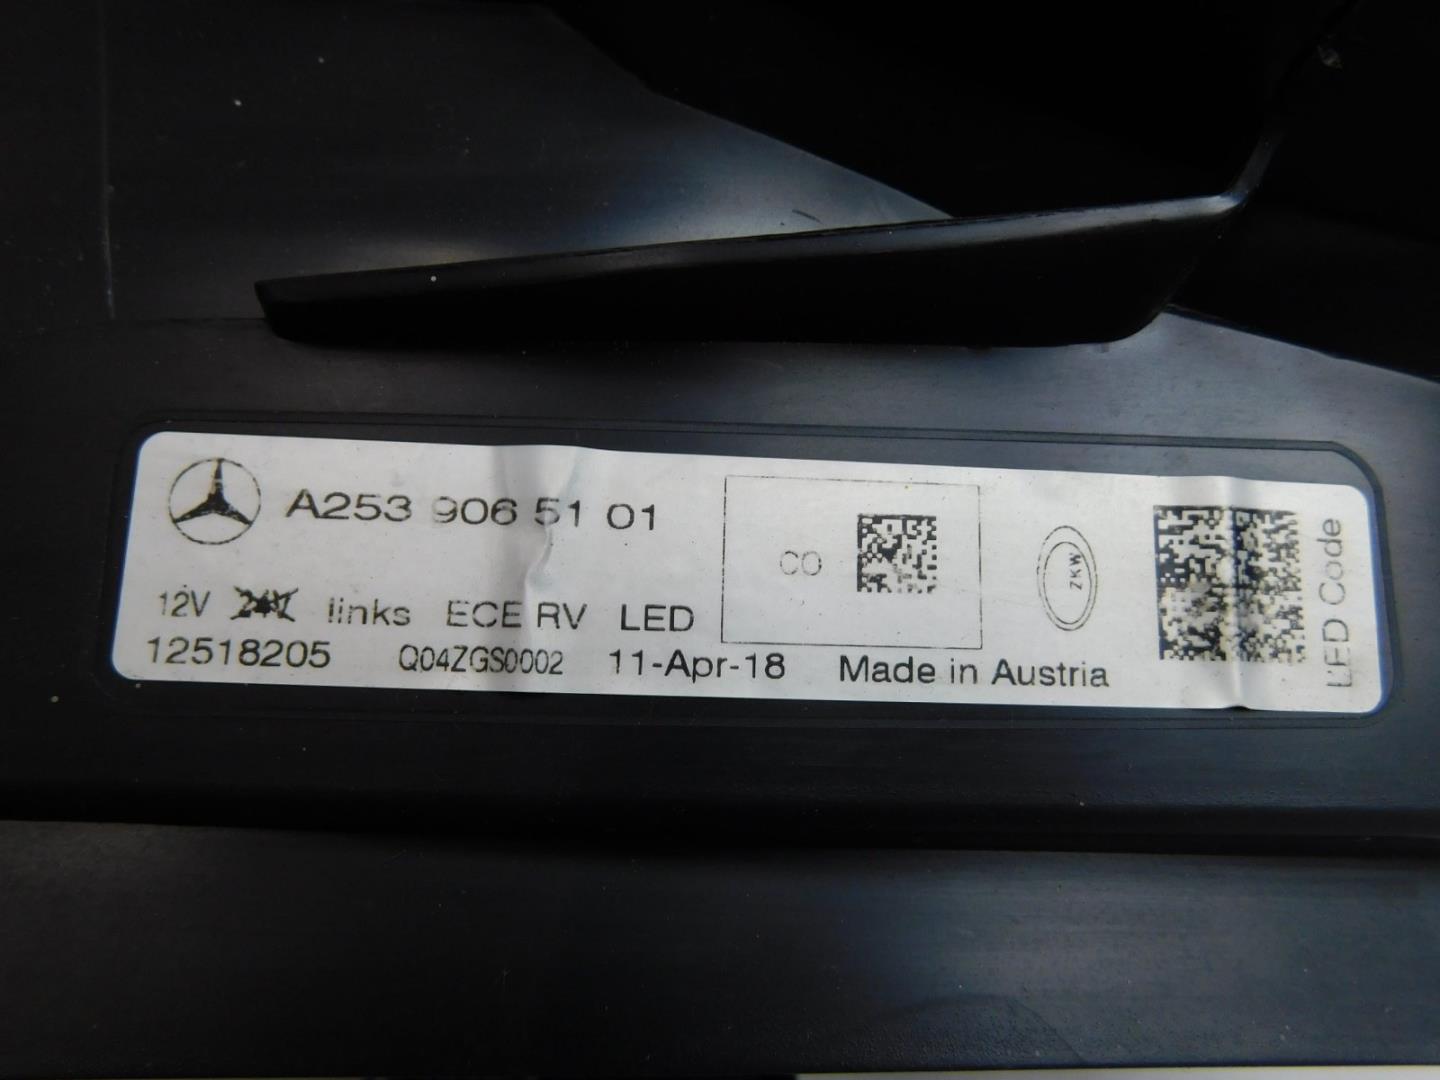 A253 906 51 01
CO
ZKW
12V 24V links ECE RV LED
12518205 Q04ZGS0002 11-Apr-18 Made in Austria
LED Code